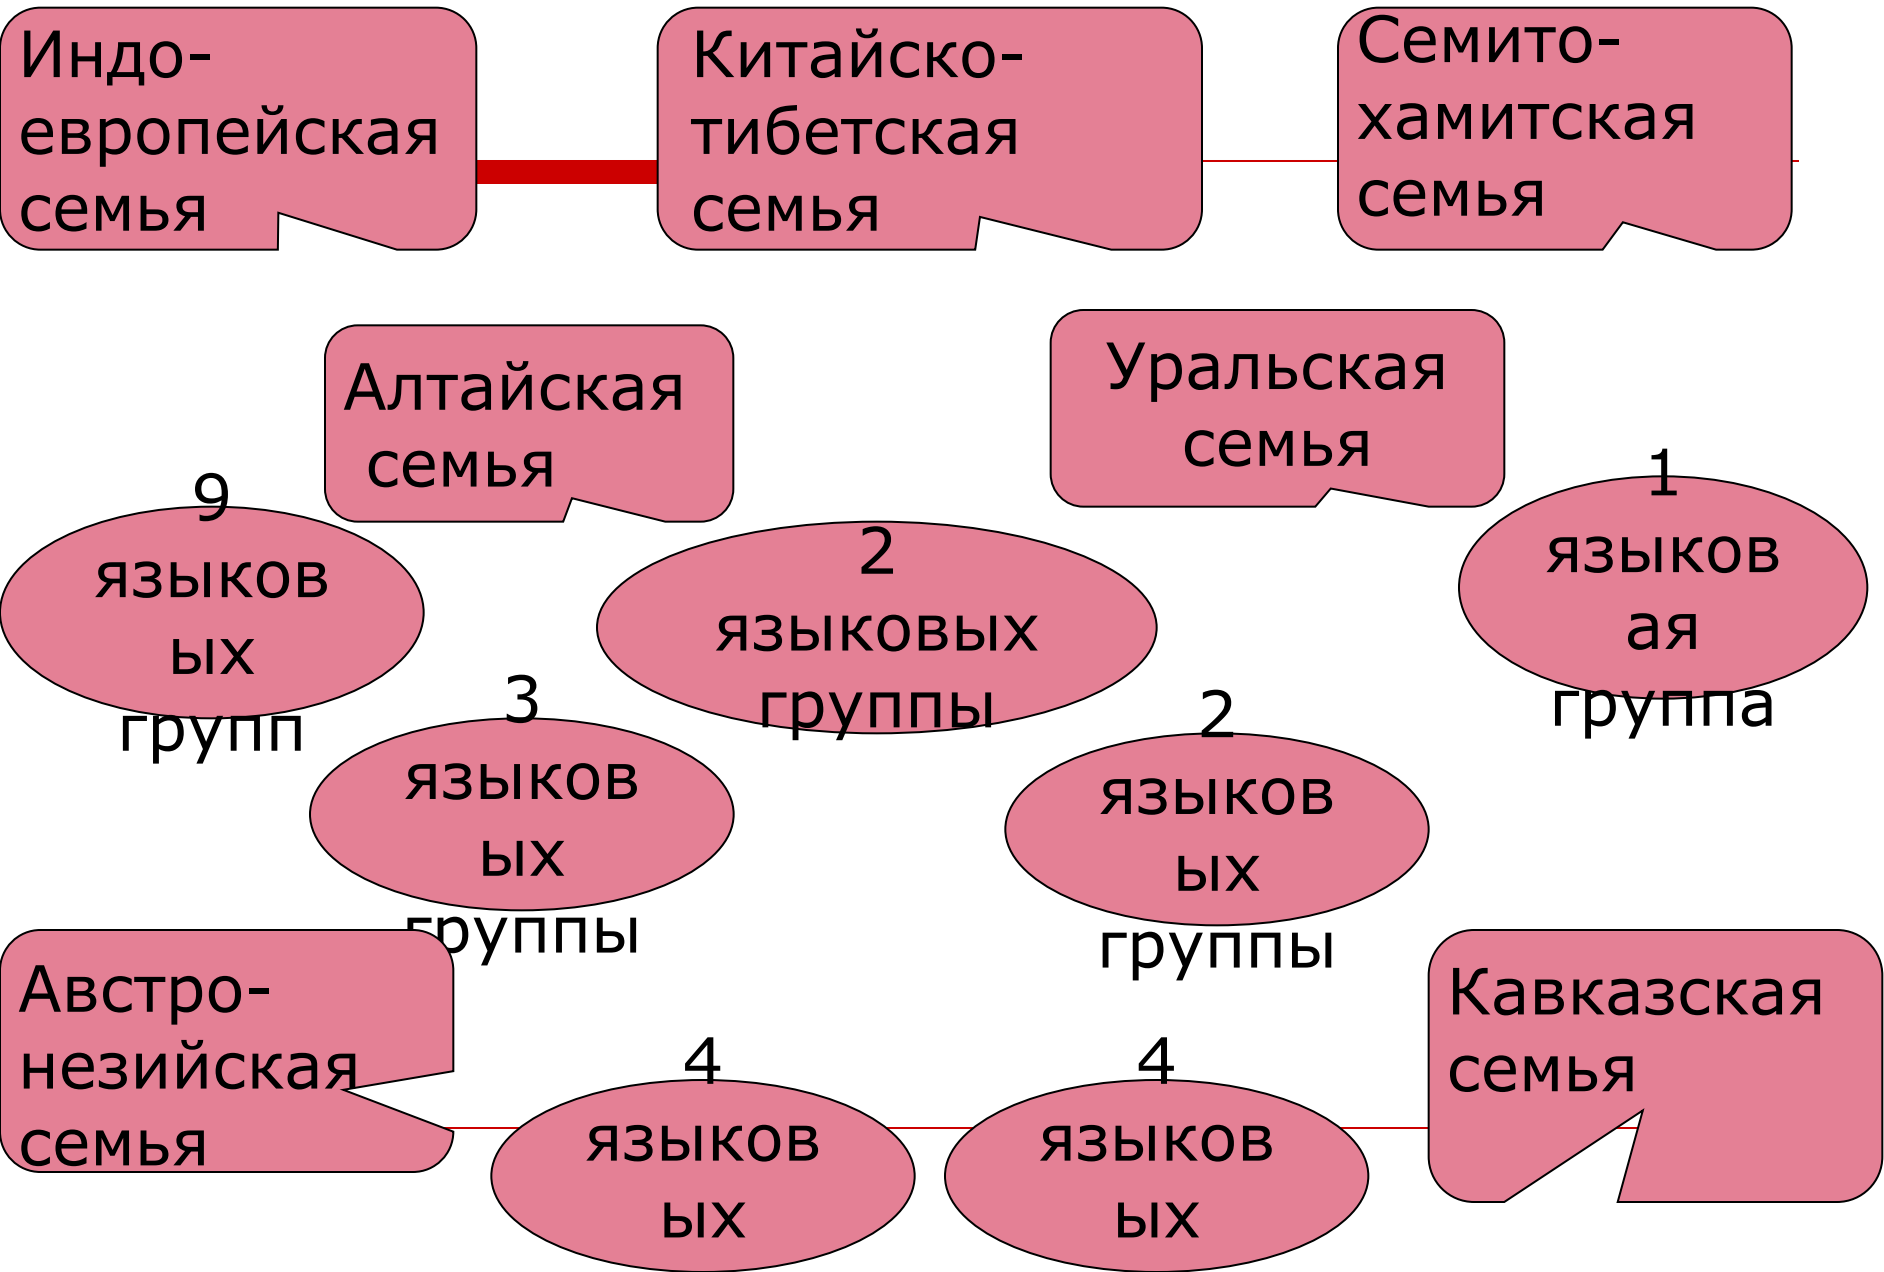 Индо-
европейская
семья
Китайско-
тибетская
семья
Семито-
хамитская
семья
Алтайская
семья
Уральская
семья
9
языков
ых
групп
2
языковых
группы
1
языков
ая
группа
3
языков
ых
группы
2
языков
ых
группы
Австро-
незийская
семья
4
языков
ых
4
языков
ых
Кавказская
семья